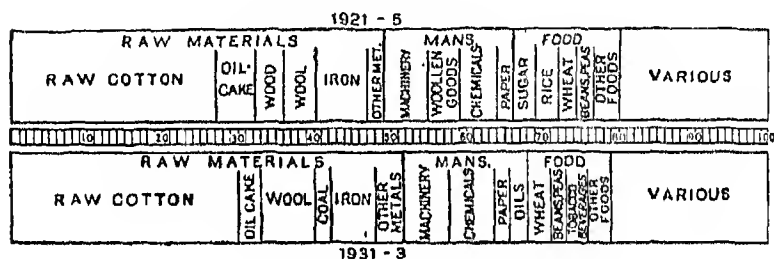 1921 - 5
RAW MATERIALS MANS. FOOD
RAW COTTON OIL-CAKE WOOD WOOL IRON OTHER MET. MACHINERY WOOLLEN GOODS CHEMICALS PAPER SUGAR RICE WHEAT BEANS,PEAS OTHER FOODS VARIOUS
10 20 30 40 50 60 70 80 90 100
RAW MATERIALS MANS. FOOD
RAW COTTON OIL CAKE WOOL COAL IRON OTHER METALS MACHINERY CHEMICALS PAPER OILS WHEAT BEANS,PEAS TOBACCO BEVERAGES OTHER FOODS VARIOUS
1931 - 3